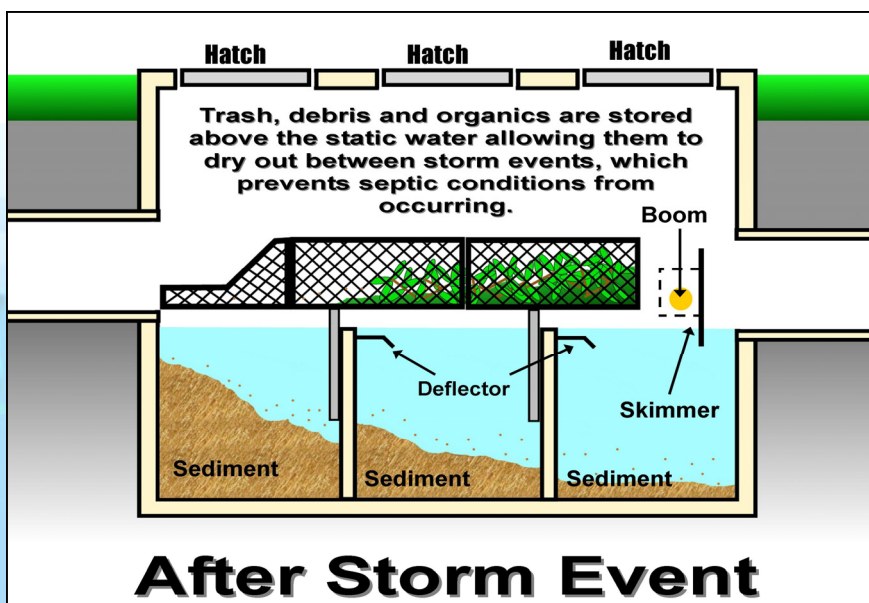 Hatch
Hatch
Hatch
Trash, debris and organics are stored
above the static water allowing them to
dry out between storm events, which
prevents septic conditions from
occurring.
Boom
Deflector
Skimmer
Sediment
Sediment
Sediment
After Storm Event